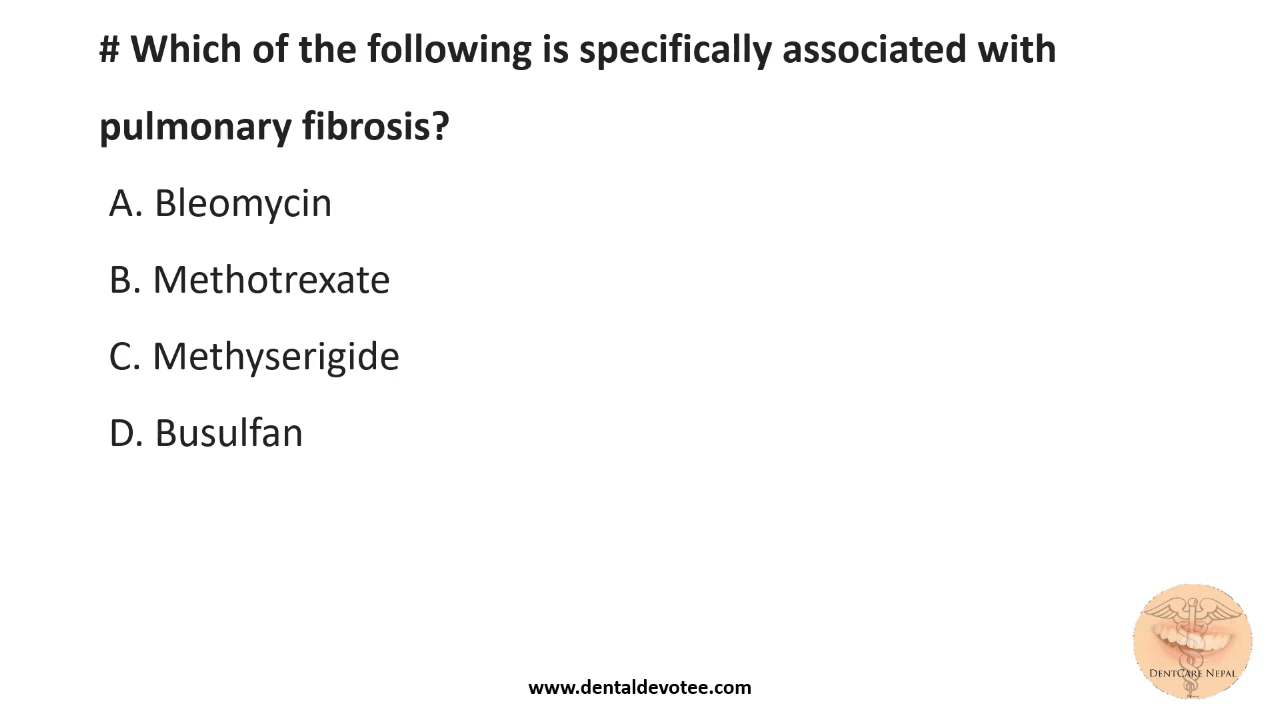 # Which of the following is specifically associated with
pulmonary fibrosis?
A. Bleomycin
B. Methotrexate
C. Methyserigide
D. Busulfan
DentCare Nepal
www.dentaldevotee.com